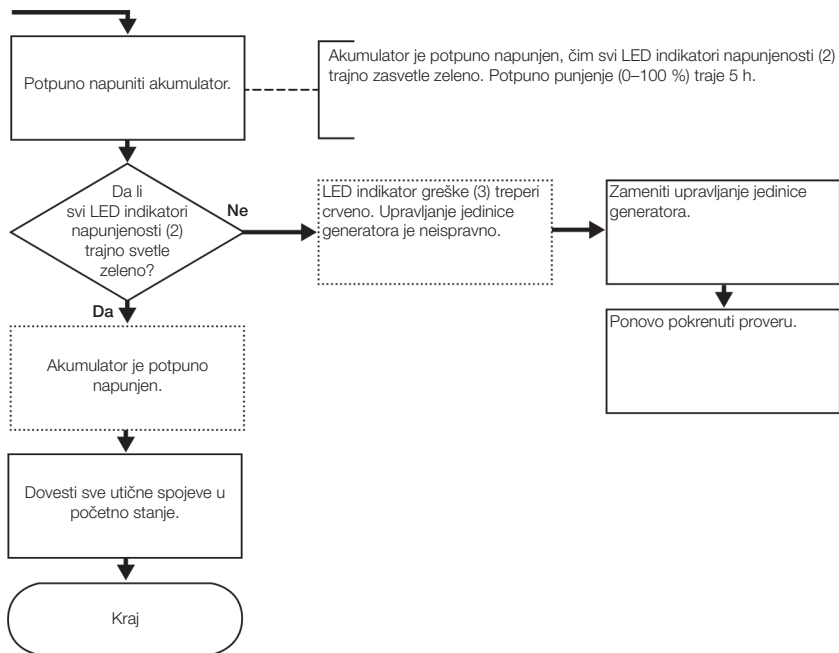 Potpuno napuniti akumulator.
Akumulator je potpuno napunjen, čim svi LED indikatori napunjenosti (2)
trajno zasvetle zeleno. Potpuno punjenje (0–100 %) traje 5 h.
Da li
svi LED indikatori
napunjenosti (2)
trajno svetle
zeleno?
Ne
LED indikator greške (3) treperi
crveno. Upravljanje jedinice
generatora je neispravno.
Zameniti upravljanje jedinice
generatora.
Ponovo pokrenuti proveru.
Da
Akumulator je potpuno
napunjen.
Dovesti sve utične spojeve u
početno stanje.
Kraj